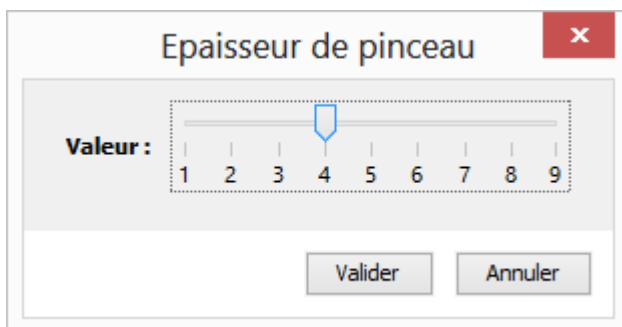 Epaisseur de pinceau
Valeur :
1 2 3 4 5 6 7 8 9
Valider Annuler